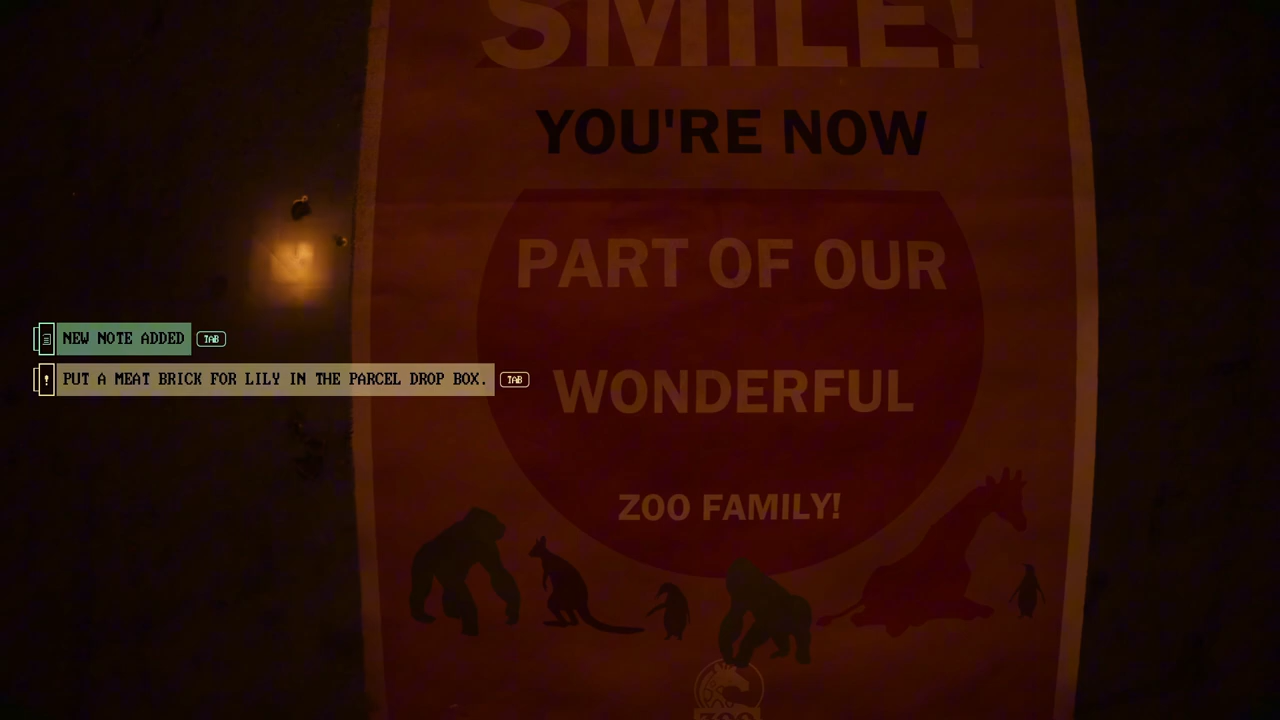 SMILE!
YOU'RE NOW
PART OF OUR
NEW NOTE ADDED TAB
PUT A MEAT BRICK FOR LILY IN THE PARCEL DROP BOX. TAB
WONDERFUL
ZOO FAMILY!
ZOO